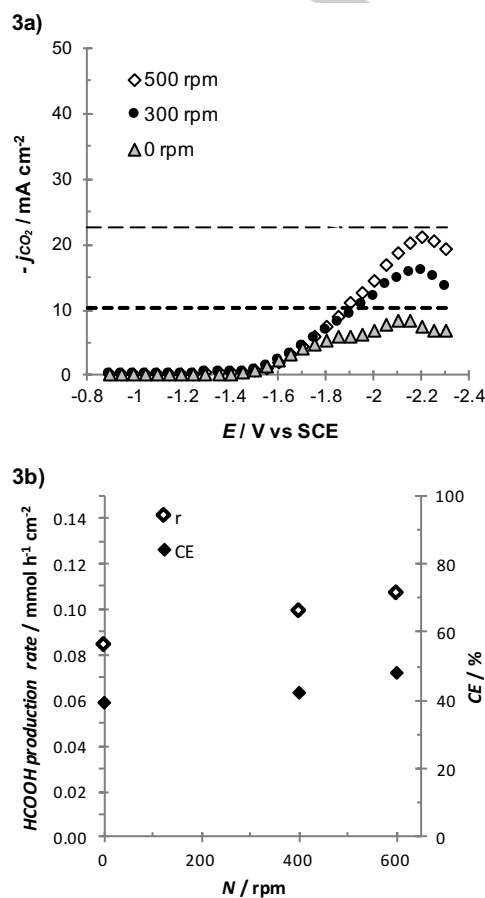 3a)
50
40
30
20
10
0
- jCO₂ / mA cm⁻²
500 rpm
300 rpm
0 rpm
-0.8 -1 -1.2 -1.4 -1.6 -1.8 -2 -2.2 -2.4
E / V vs SCE
3b)
0.14
0.12
0.10
0.08
0.06
0.04
0.02
0.00
HCOOH production rate / mmol h⁻¹ cm⁻²
r
CE
100
80
60
40
20
0
CE / %
0 200 400 600
N / rpm